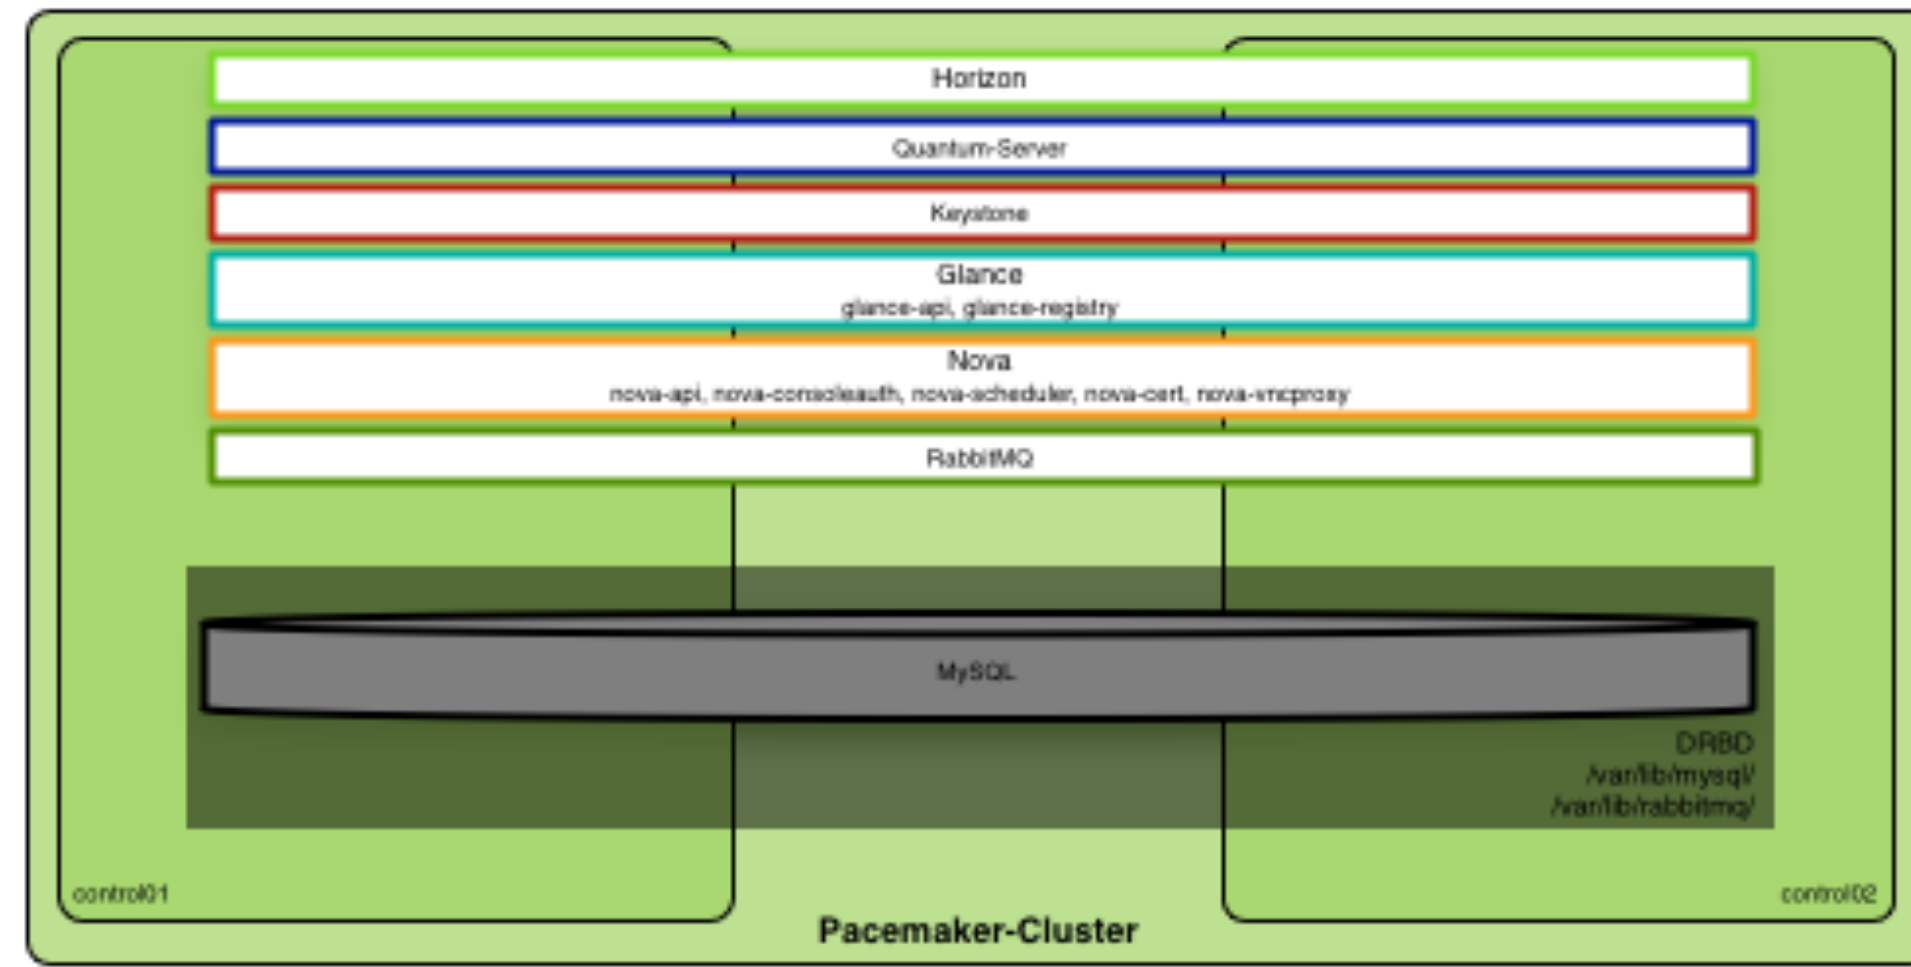 Horizon
Quantum-Server
Keystone
Glance
glance-api, glance-registry
Nova
nova-api, nova-consoleauth, nova-scheduler, nova-cert, nova-vncproxy
RabbitMQ
MySQL
DRBD
/var/lib/mysql/
/var/lib/rabbitmq/
control01
control02
Pacemaker-Cluster